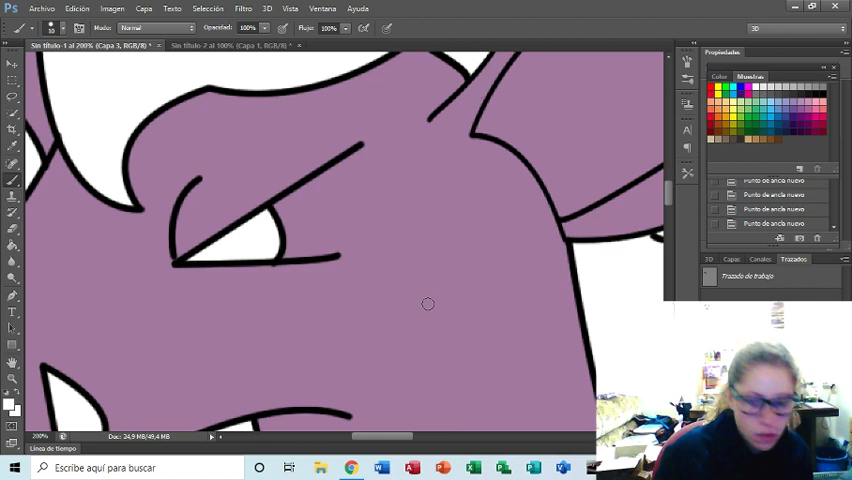 Ps Archivo Edición Imagen Capa Texto Selección Filtro 3D Vista Ventana Ayuda
10 Modo: Normal Opacidad: 100% Flujo: 100% 3D
Sin título-1 al 200% (Capa 3, RGB/8) * × Sin título-2 al 100% (Capa 1, RGB/8) * ×
Propiedades
Color Muestras
Punto de ancla nuevo
Punto de ancla nuevo
Punto de ancla nuevo
Punto de ancla nuevo
3D Capas Canales Trazados
Trazado de trabajo
200% Doc: 24,9 MB/49,4 MB
Línea de tiempo
Escribe aquí para buscar